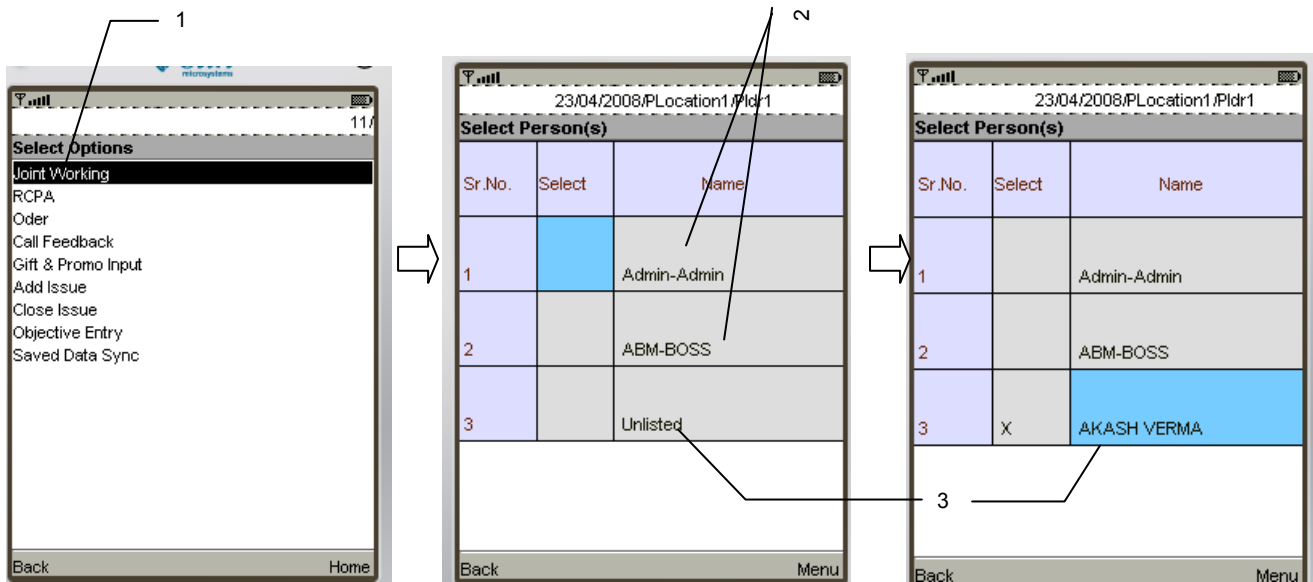 1
2
microsystems
11/
Select Options
Joint Working
RCPA
Oder
Call Feedback
Gift & Promo Input
Add Issue
Close Issue
Objective Entry
Saved Data Sync
Back Home
23/04/2008/PLocation1/Pldr1
Select Person(s)
Sr.No. Select Name
1 Admin-Admin
2 ABM-BOSS
3 Unlisted
Back Menu
23/04/2008/PLocation1/Pldr1
Select Person(s)
Sr.No. Select Name
1 Admin-Admin
2 ABM-BOSS
3 X AKASH VERMA
Back Menu
3